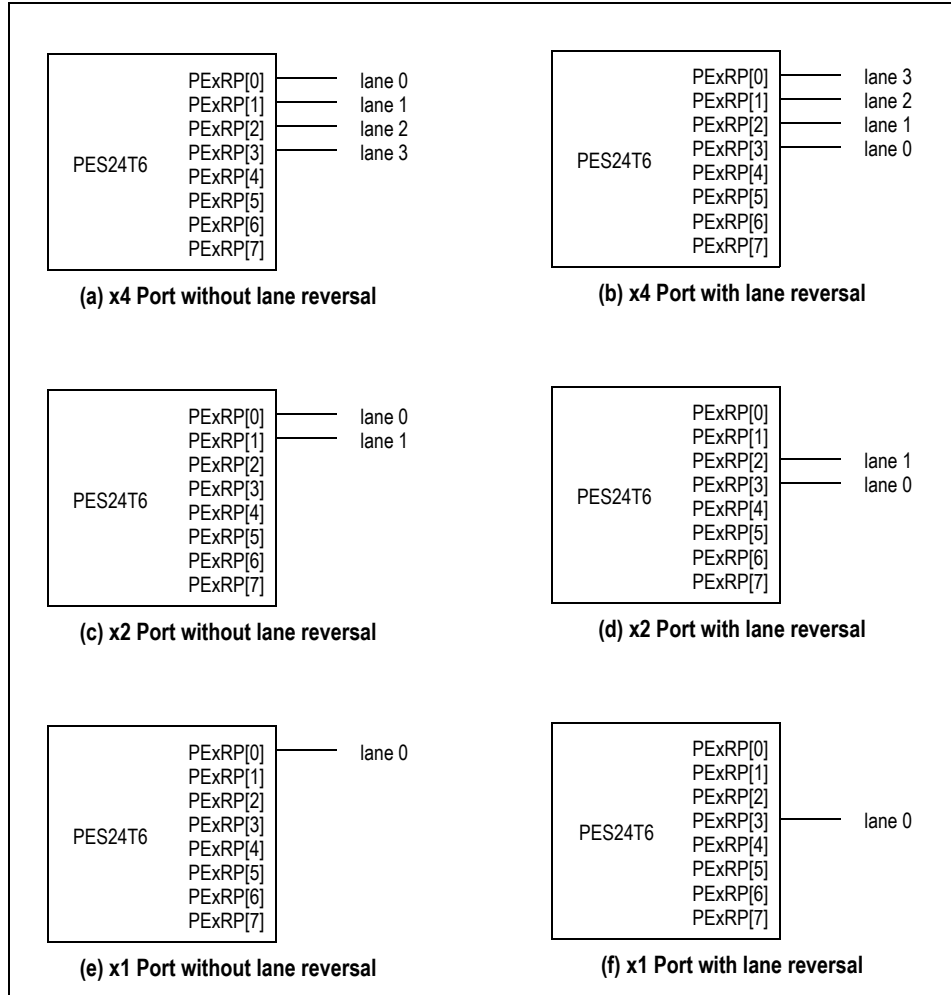 PExRP[0] lane 0
PExRP[1] lane 1
PExRP[2] lane 2
PExRP[3] lane 3
PES24T6
PExRP[4]
PExRP[5]
PExRP[6]
PExRP[7]
(a) x4 Port without lane reversal
PExRP[0] lane 3
PExRP[1] lane 2
PExRP[2] lane 1
PExRP[3] lane 0
PES24T6
PExRP[4]
PExRP[5]
PExRP[6]
PExRP[7]
(b) x4 Port with lane reversal
PExRP[0] lane 0
PExRP[1] lane 1
PExRP[2]
PExRP[3]
PES24T6
PExRP[4]
PExRP[5]
PExRP[6]
PExRP[7]
(c) x2 Port without lane reversal
PExRP[0]
PExRP[1]
PExRP[2] lane 1
PExRP[3] lane 0
PES24T6
PExRP[4]
PExRP[5]
PExRP[6]
PExRP[7]
(d) x2 Port with lane reversal
PExRP[0] lane 0
PExRP[1]
PExRP[2]
PExRP[3]
PES24T6
PExRP[4]
PExRP[5]
PExRP[6]
PExRP[7]
(e) x1 Port without lane reversal
PExRP[0]
PExRP[1]
PExRP[2]
PExRP[3] lane 0
PES24T6
PExRP[4]
PExRP[5]
PExRP[6]
PExRP[7]
(f) x1 Port with lane reversal